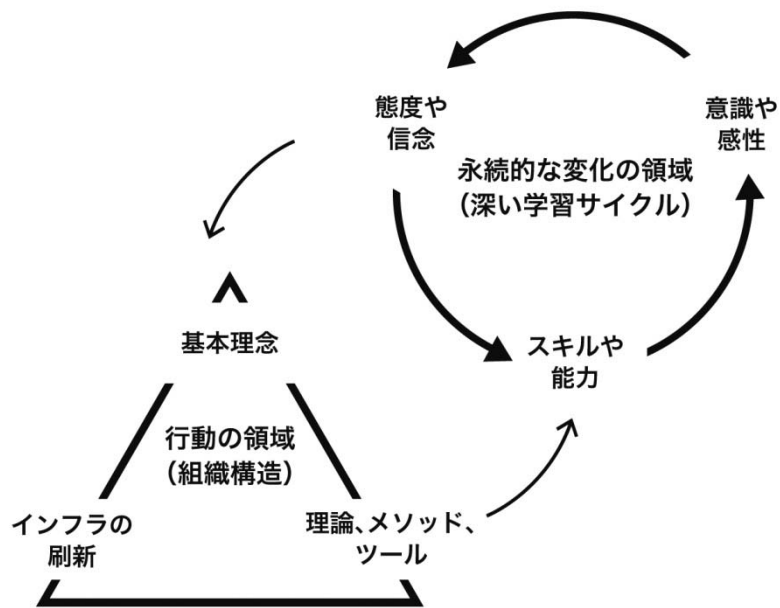 態度や
信念
意識や
感性
永続的な変化の領域
（深い学習サイクル）
スキルや
能力
基本理念
行動の領域
（組織構造）
インフラの
刷新
理論、メソッド、
ツール